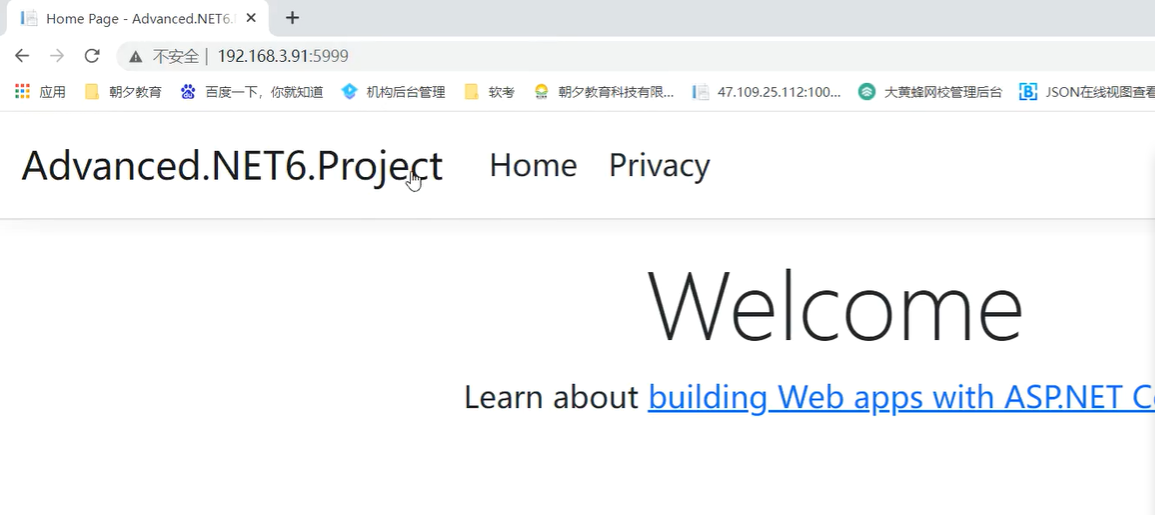 Home Page - Advanced.NET6.
不安全 | 192.168.3.91:5999
应用 朝夕教育 百度一下，你就知道 机构后台管理 软考 朝夕教育科技有限... 47.109.25.112:100... 大黄蜂网校管理后台 JSON在线视图查看
Advanced.NET6.Project Home Privacy
Welcome
Learn about building Web apps with ASP.NET C